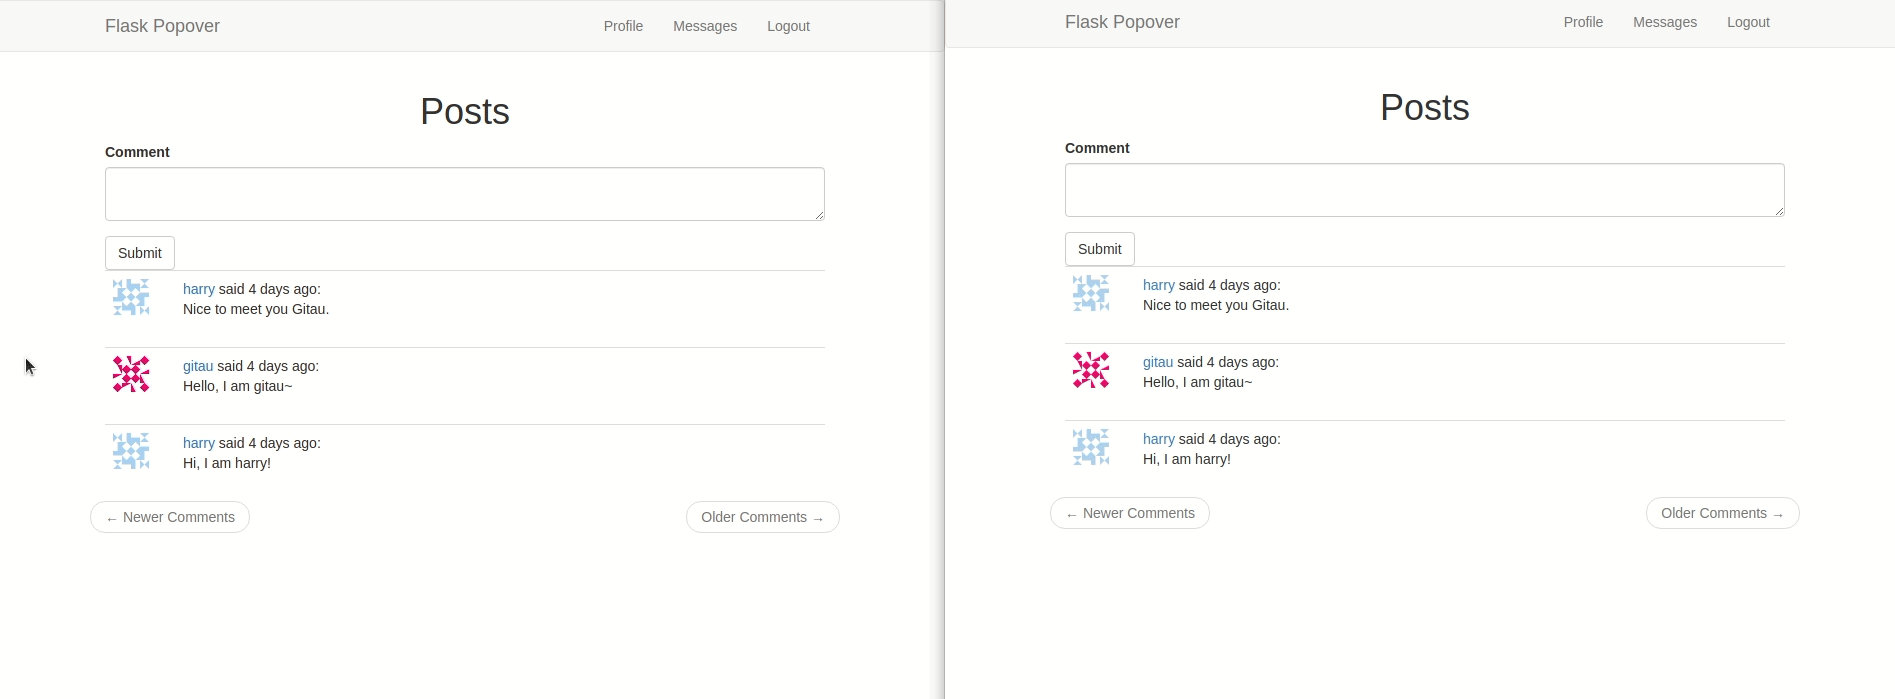 Flask Popover Profile Messages Logout
Posts
Comment
Submit
harry said 4 days ago:
Nice to meet you Gitau.
gitau said 4 days ago:
Hello, I am gitau~
harry said 4 days ago:
Hi, I am harry!
← Newer Comments Older Comments →
Flask Popover Profile Messages Logout
Posts
Comment
Submit
harry said 4 days ago:
Nice to meet you Gitau.
gitau said 4 days ago:
Hello, I am gitau~
harry said 4 days ago:
Hi, I am harry!
← Newer Comments Older Comments →